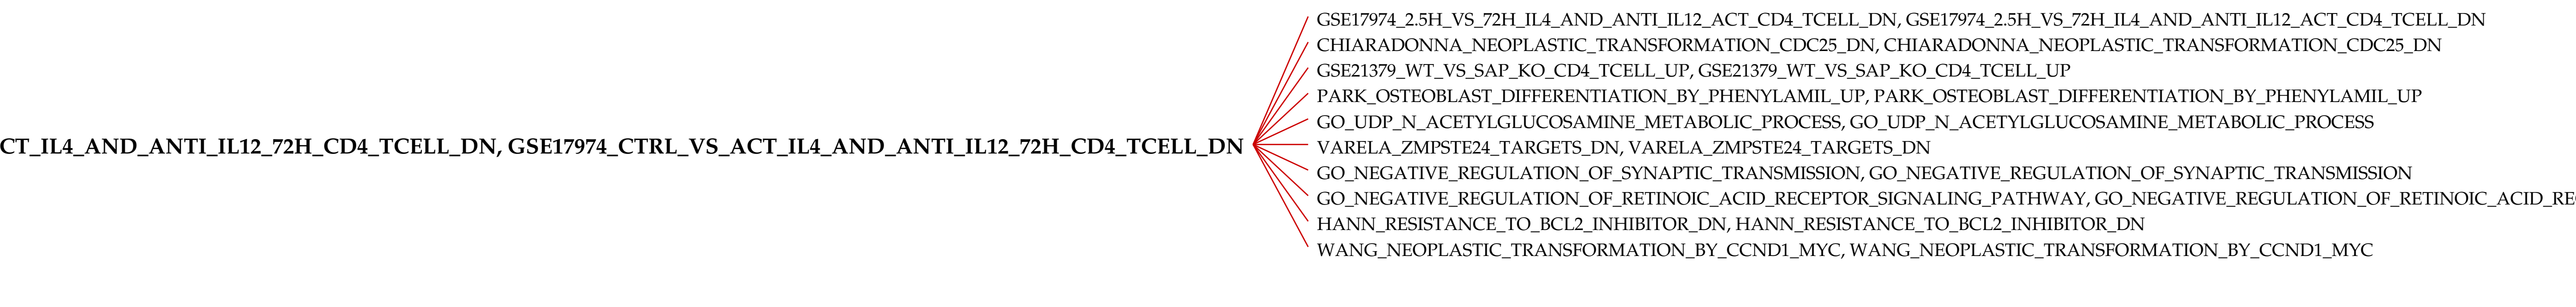 GSE17974_2.5H_VS_72H_IL4_AND_ANTI_IL12_ACT_CD4_TCELL_DN, GSE17974_2.5H_VS_72H_IL4_AND_ANTI_IL12_ACT_CD4_TCELL_DN
CHIARADONNA_NEOPLASTIC_TRANSFORMATION_CDC25_DN, CHIARADONNA_NEOPLASTIC_TRANSFORMATION_CDC25_DN
GSE21379_WT_VS_SAP_KO_CD4_TCELL_UP, GSE21379_WT_VS_SAP_KO_CD4_TCELL_UP
PARK_OSTEOBLAST_DIFFERENTIATION_BY_PHENYLAMIL_UP, PARK_OSTEOBLAST_DIFFERENTIATION_BY_PHENYLAMIL_UP
GO_UDP_N_ACETYLGLUCOSAMINE_METABOLIC_PROCESS, GO_UDP_N_ACETYLGLUCOSAMINE_METABOLIC_PROCESS
CT_IL4_AND_ANTI_IL12_72H_CD4_TCELL_DN, GSE17974_CTRL_VS_ACT_IL4_AND_ANTI_IL12_72H_CD4_TCELL_DN
VARELA_ZMPSTE24_TARGETS_DN, VARELA_ZMPSTE24_TARGETS_DN
GO_NEGATIVE_REGULATION_OF_SYNAPTIC_TRANSMISSION, GO_NEGATIVE_REGULATION_OF_SYNAPTIC_TRANSMISSION
GO_NEGATIVE_REGULATION_OF_RETINOIC_ACID_RECEPTOR_SIGNALING_PATHWAY, GO_NEGATIVE_REGULATION_OF_RETINOIC_ACID_RE
HANN_RESISTANCE_TO_BCL2_INHIBITOR_DN, HANN_RESISTANCE_TO_BCL2_INHIBITOR_DN
WANG_NEOPLASTIC_TRANSFORMATION_BY_CCND1_MYC, WANG_NEOPLASTIC_TRANSFORMATION_BY_CCND1_MYC